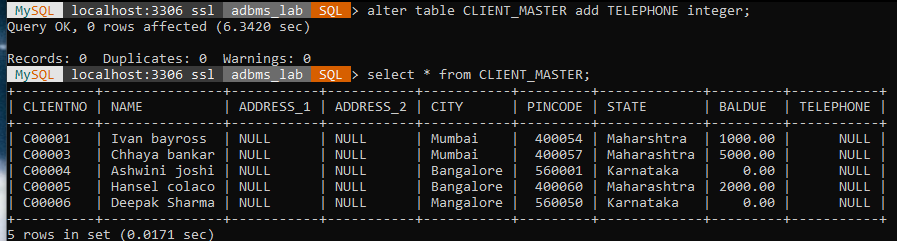 MySQL localhost:3306 ssl adbms_lab SQL > alter table CLIENT_MASTER add TELEPHONE integer;
Query OK, 0 rows affected (6.3420 sec)
Records: 0 Duplicates: 0 Warnings: 0
MySQL localhost:3306 ssl adbms_lab SQL > select * from CLIENT_MASTER;
+----------+---------------+-----------+-----------+-----------+---------+-------------+---------+-----------+
| CLIENTNO | NAME          | ADDRESS_1 | ADDRESS_2 | CITY      | PINCODE | STATE       | BALDUE  | TELEPHONE |
+----------+---------------+-----------+-----------+-----------+---------+-------------+---------+-----------+
| C00001   | Ivan bayross  | NULL      | NULL      | Mumbai    |  400054 | Maharshtra  | 1000.00 |      NULL |
| C00003   | Chhaya bankar | NULL      | NULL      | Mumbai    |  400057 | Maharashtra | 5000.00 |      NULL |
| C00004   | Ashwini joshi | NULL      | NULL      | Bangalore |  560001 | Karnataka   |    0.00 |      NULL |
| C00005   | Hansel colaco | NULL      | NULL      | Bangalore |  400060 | Maharashtra | 2000.00 |      NULL |
| C00006   | Deepak Sharma | NULL      | NULL      | Mangalore |  560050 | Karnataka   |    0.00 |      NULL |
+----------+---------------+-----------+-----------+-----------+---------+-------------+---------+-----------+
5 rows in set (0.0171 sec)